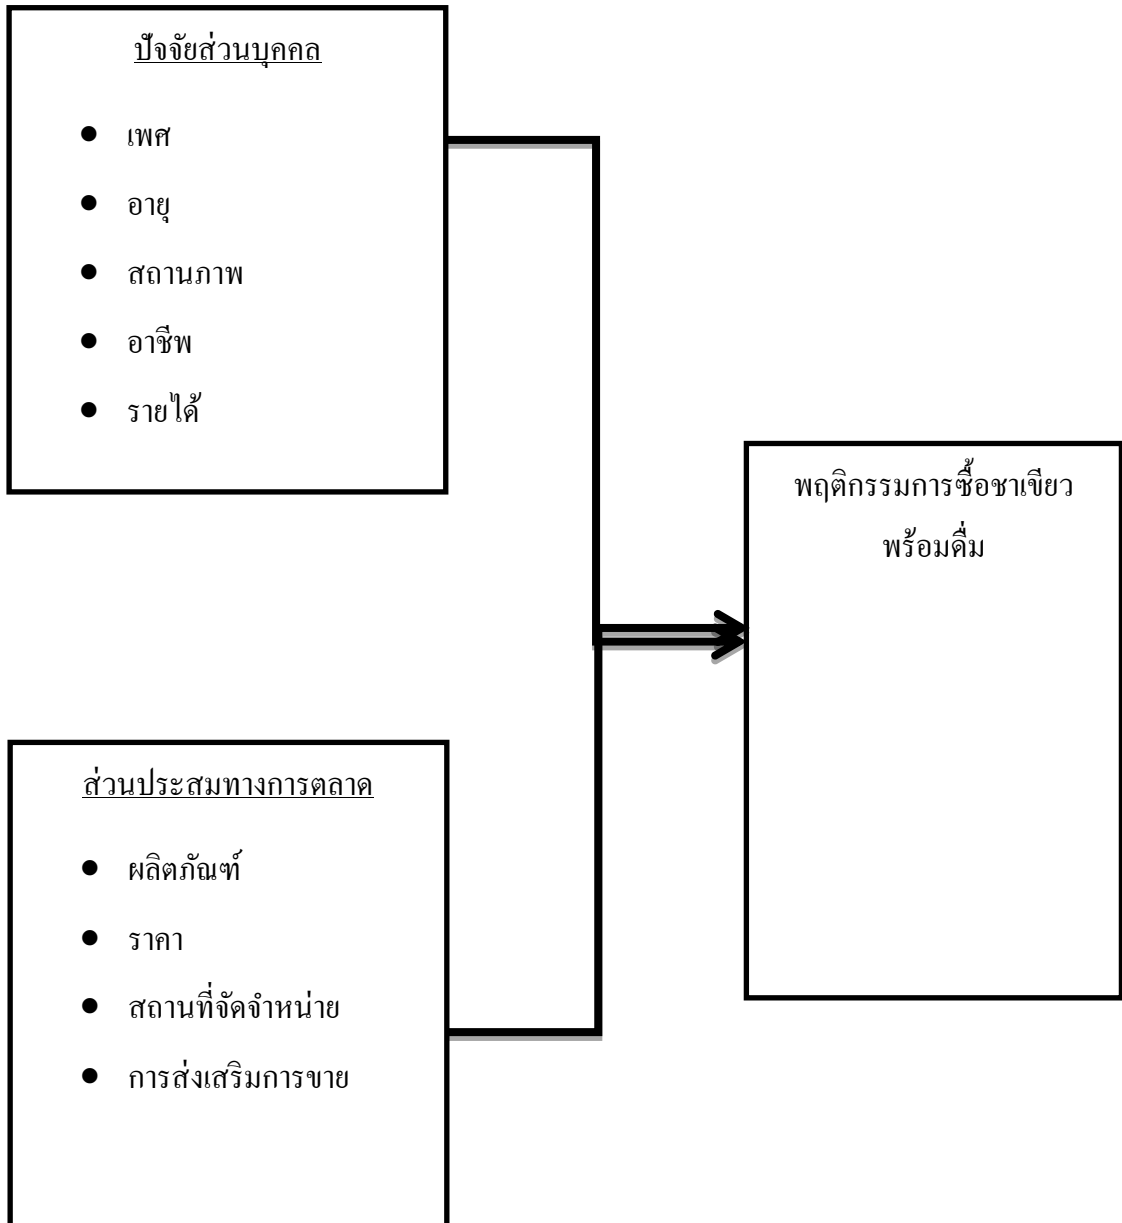 ปัจจัยส่วนบุคคล
● เพศ
● อายุ
● สถานภาพ
● อาชีพ
● รายได้
พฤติกรรมการซื้อชาเขียว
พร้อมดื่ม
ส่วนประสมทางการตลาด
● ผลิตภัณฑ์
● ราคา
● สถานที่จัดจำหน่าย
● การส่งเสริมการขาย